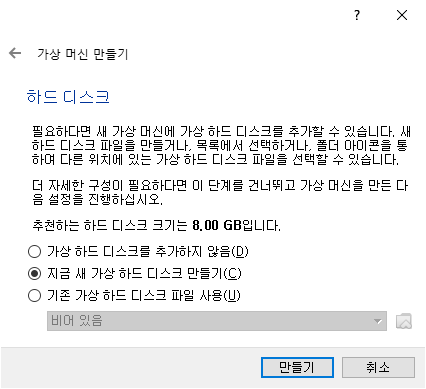 ?
가상 머신 만들기
하드 디스크
필요하다면 새 가상 머신에 가상 하드 디스크를 추가할 수 있습니다. 새
하드 디스크 파일을 만들거나, 목록에서 선택하거나, 폴더 아이콘을 통
하여 다른 위치에 있는 가상 하드 디스크 파일을 선택할 수 있습니다.
더 자세한 구성이 필요하다면 이 단계를 건너뛰고 가상 머신을 만든 다
음 설정을 진행하십시오.
추천하는 하드 디스크 크기는 8.00 GB입니다.
가상 하드 디스크를 추가하지 않음(D)
지금 새 가상 하드 디스크 만들기(C)
기존 가상 하드 디스크 파일 사용(U)
비어 있음
만들기 취소